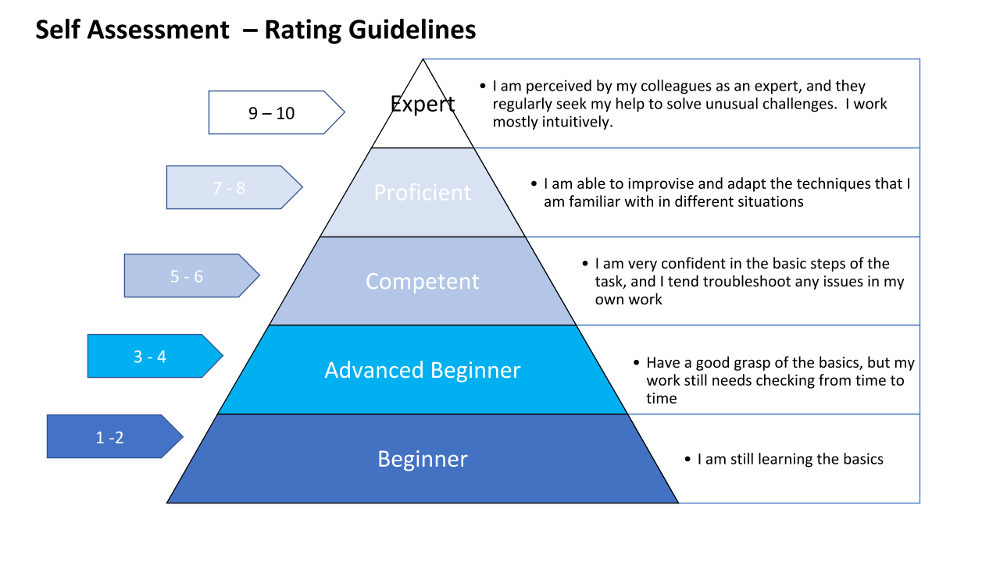 Self Assessment  – Rating Guidelines
9 – 10
Expert
• I am perceived by my colleagues as an expert, and they
regularly seek my help to solve unusual challenges.  I work
mostly intuitively.
7 - 8
Proficient
• I am able to improvise and adapt the techniques that I
am familiar with in different situations
5 - 6
Competent
• I am very confident in the basic steps of the
task, and I tend troubleshoot any issues in my
own work
3 - 4
Advanced Beginner
• Have a good grasp of the basics, but my
work still needs checking from time to
time
1 -2
Beginner
• I am still learning the basics